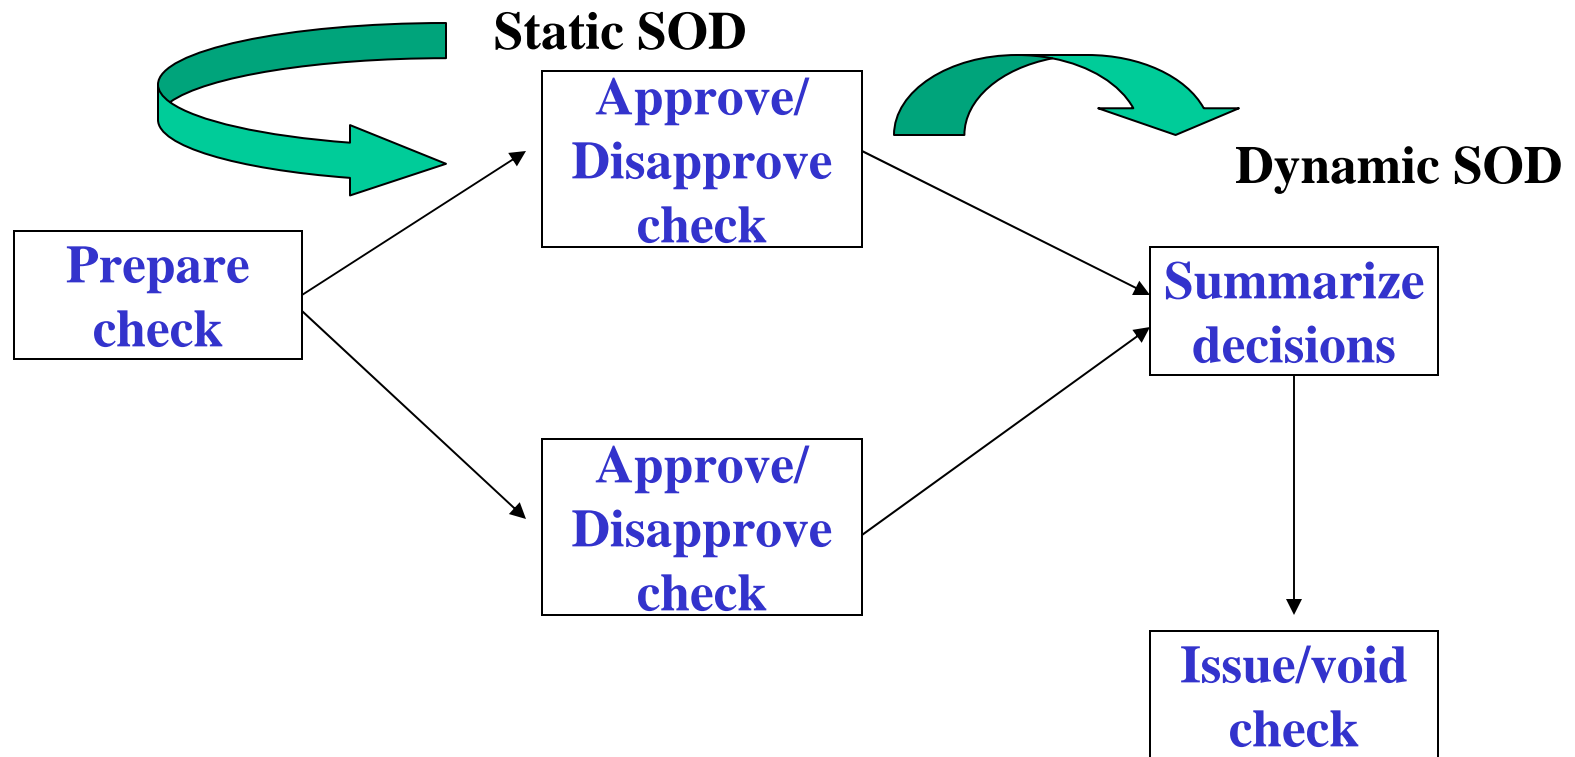 Static SOD
Approve/
Disapprove
check
Dynamic SOD
Prepare
check
Summarize
decisions
Approve/
Disapprove
check
Issue/void
check